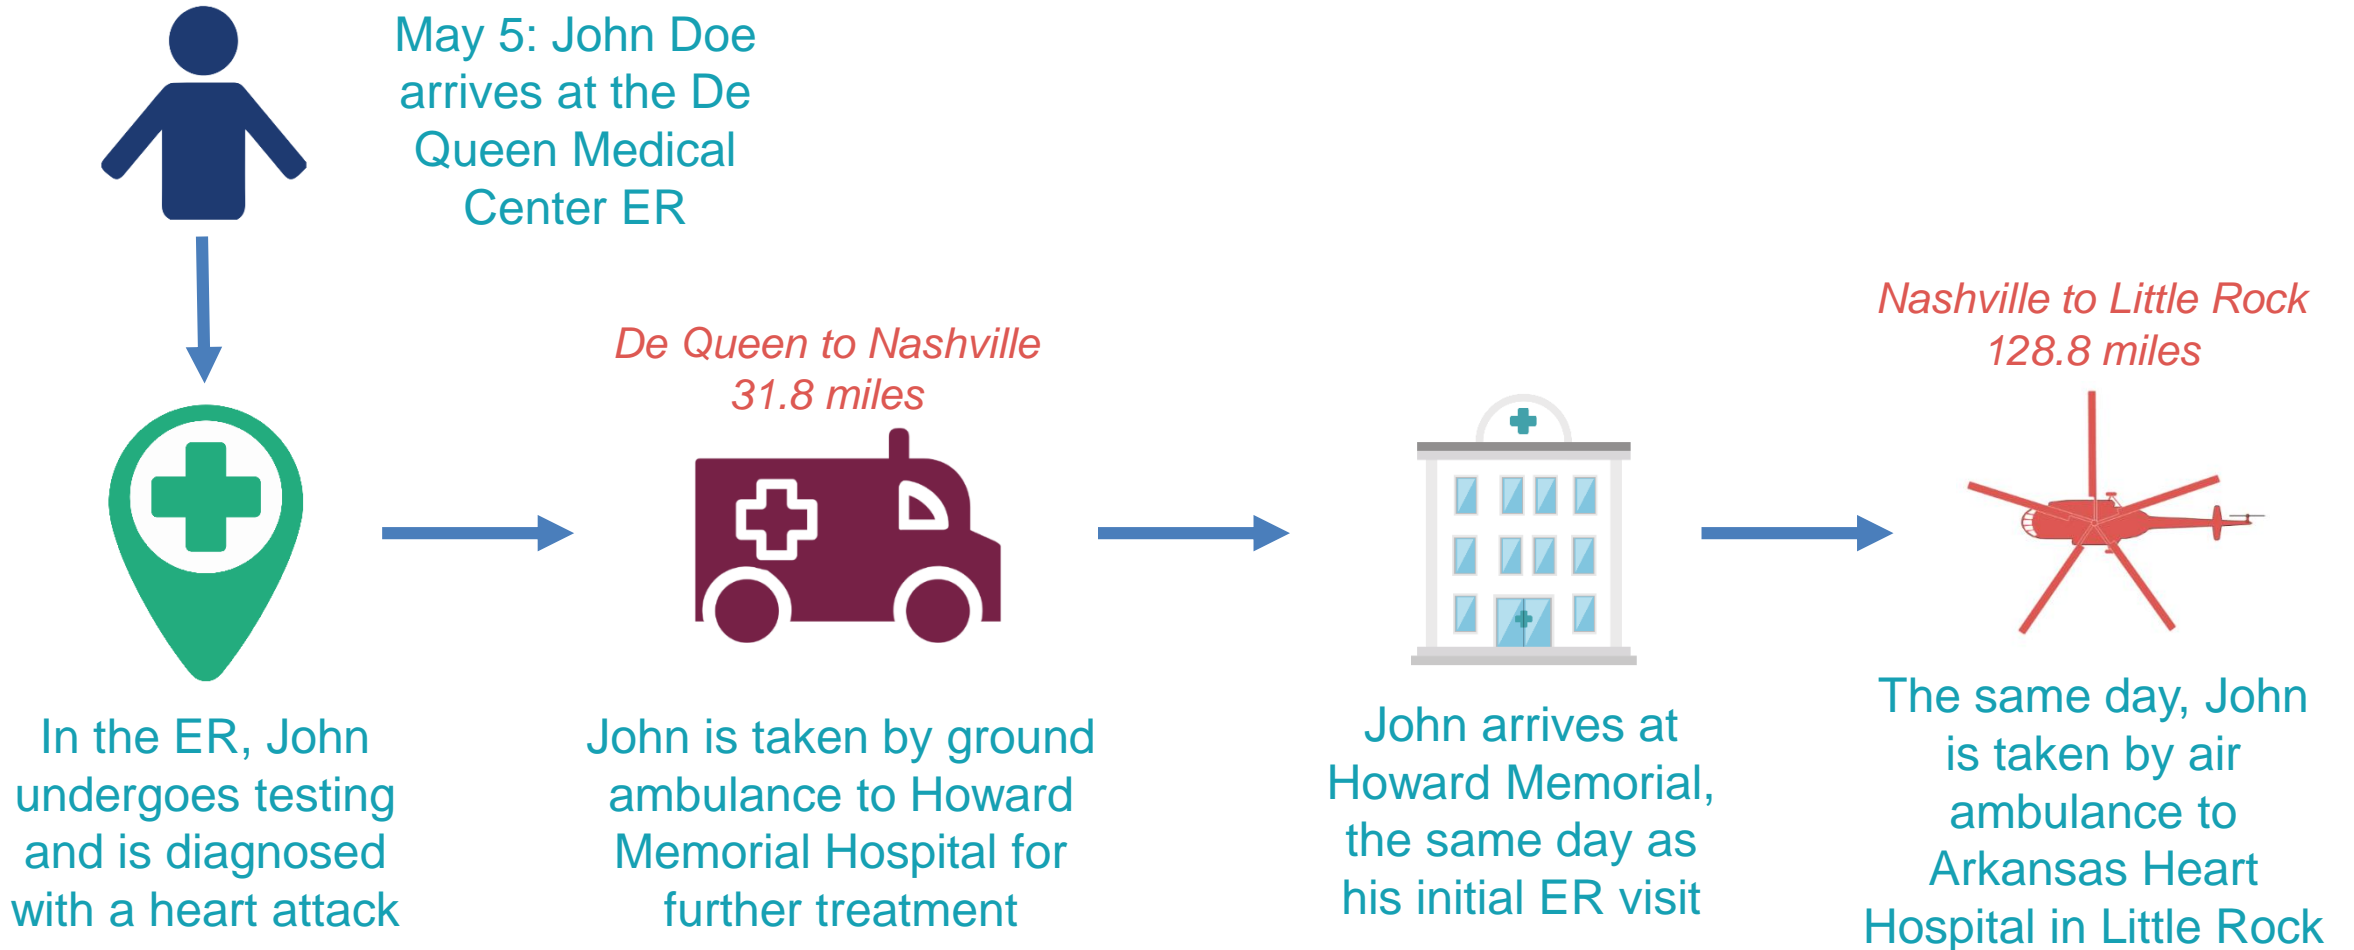 May 5: John Doe
arrives at the De
Queen Medical
Center ER
In the ER, John
undergoes testing
and is diagnosed
with a heart attack
De Queen to Nashville
31.8 miles
John is taken by ground
ambulance to Howard
Memorial Hospital for
further treatment
John arrives at
Howard Memorial,
the same day as
his initial ER visit
Nashville to Little Rock
128.8 miles
The same day, John
is taken by air
ambulance to
Arkansas Heart
Hospital in Little Rock